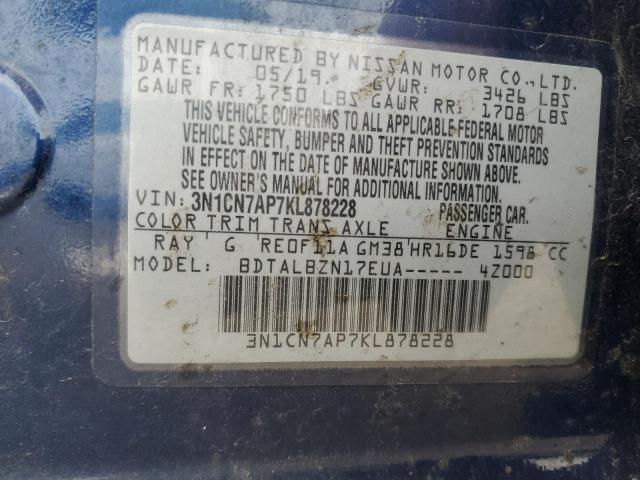 MANUFACTURED BY NISSAN MOTOR CO., LTD.
DATE: 05/19 GVWR: 3426 LBS
GAWR FR: 1750 LBS GAWR RR: 1708 LBS
THIS VEHICLE CONFORMS TO ALL APPLICABLE FEDERAL MOTOR
VEHICLE SAFETY, BUMPER AND THEFT PREVENTION STANDARDS
IN EFFECT ON THE DATE OF MANUFACTURE SHOWN ABOVE.
SEE OWNER'S MANUAL FOR ADDITIONAL INFORMATION.
VIN: 3N1CN7AP7KL878228 PASSENGER CAR.
COLOR TRIM TRANS AXLE ENGINE
RAY G RE0F11A GM38 HR16DE 1598 CC
MODEL: BDTALBZN17EUA----- 4Z000
3N1CN7AP7KL878228